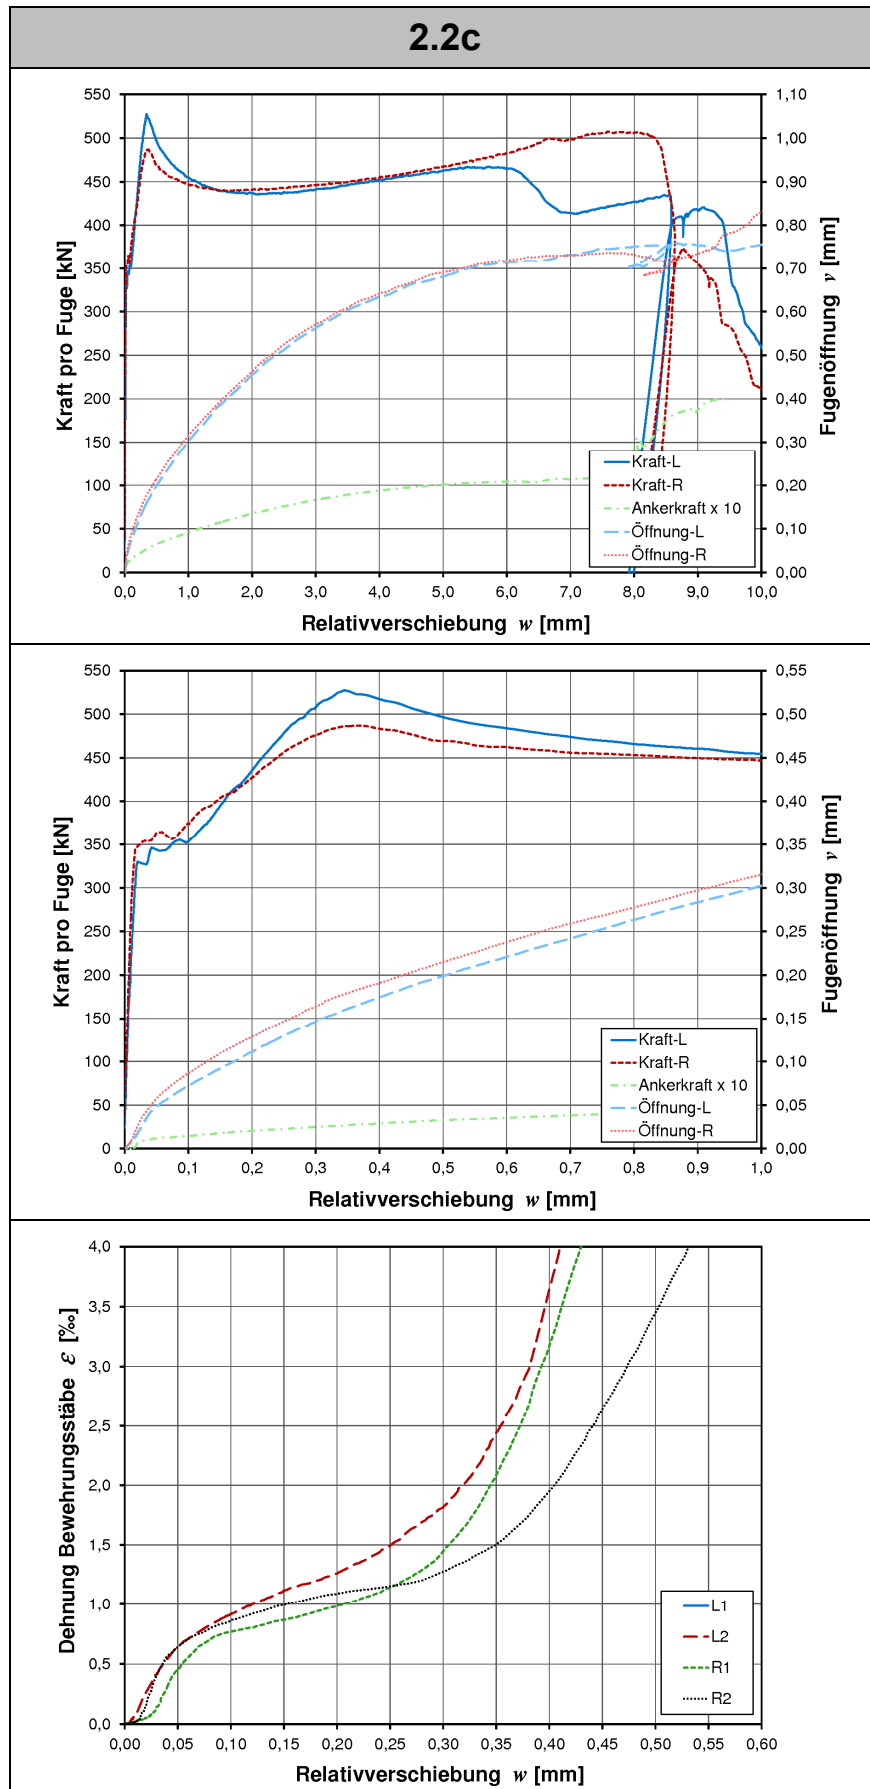 2.2c
550 1,10
500 1,00
450 0,90
400 0,80
350 0,70
300 0,60
250 0,50
200 0,40
150 0,30
100 0,20
50 0,10
0 0,00
Kraft pro Fuge [kN]
Fugenöffnung v [mm]
Kraft-L
Kraft-R
Ankerkraft x 10
Öffnung-L
Öffnung-R
0,0 1,0 2,0 3,0 4,0 5,0 6,0 7,0 8,0 9,0 10,0
Relativverschiebung w [mm]
550 0,55
500 0,50
450 0,45
400 0,40
350 0,35
300 0,30
250 0,25
200 0,20
150 0,15
100 0,10
50 0,05
0 0,00
Kraft pro Fuge [kN]
Fugenöffnung v [mm]
Kraft-L
Kraft-R
Ankerkraft x 10
Öffnung-L
Öffnung-R
0,0 0,1 0,2 0,3 0,4 0,5 0,6 0,7 0,8 0,9 1,0
Relativverschiebung w [mm]
4,0
3,5
3,0
2,5
2,0
1,5
1,0
0,5
0,0
Dehnung Bewehrungsstäbe ε [‰]
L1
L2
R1
R2
0,00 0,05 0,10 0,15 0,20 0,25 0,30 0,35 0,40 0,45 0,50 0,55 0,60
Relativverschiebung w [mm]